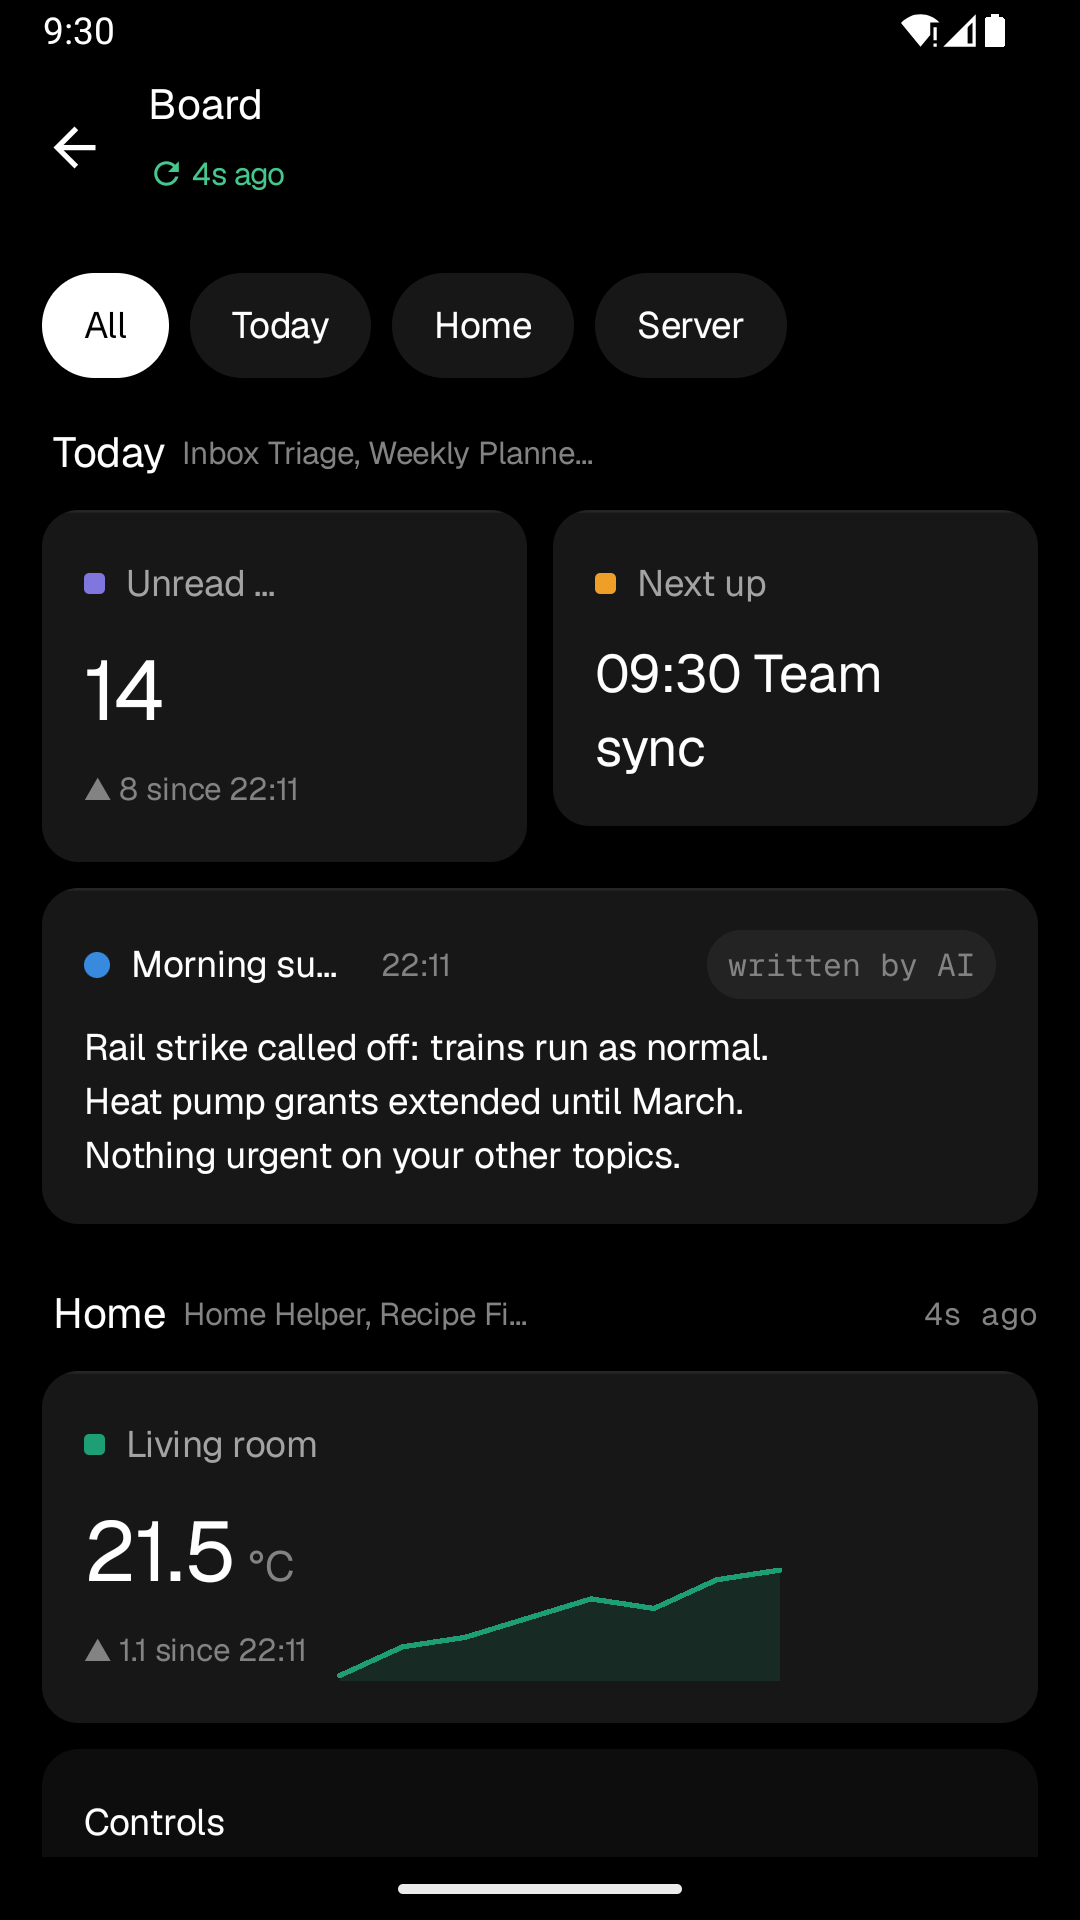 9:30
Board
4s ago
All Today Home Server
Today Inbox Triage, Weekly Planne...
Unread ...
14
▲ 8 since 22:11
Next up
09:30 Team
sync
Morning su... 22:11 written by AI
Rail strike called off: trains run as normal.
Heat pump grants extended until March.
Nothing urgent on your other topics.
Home Home Helper, Recipe Fi... 4s ago
Living room
21.5 °C
▲ 1.1 since 22:11
Controls